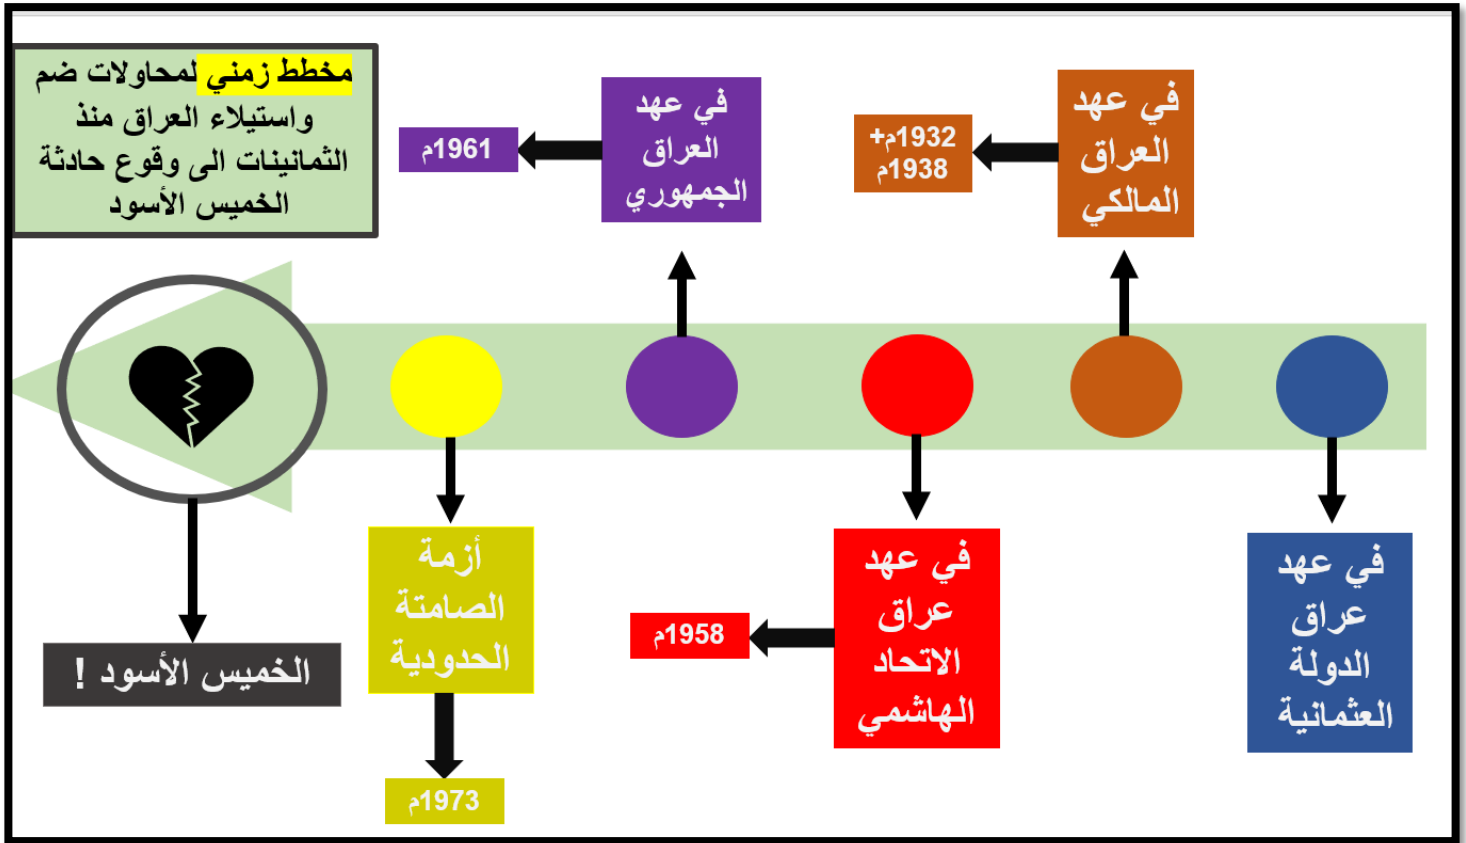 مخطط زمني لمحاولات ضم
واستيلاء العراق منذ
الثمانينات الى وقوع حادثة
الخميس الأسود
في عهد
العراق
المالكي
1932م+
1938م
في عهد
العراق
الجمهوري
1961م
في عهد
عراق
الدولة
العثمانية
في عهد
عراق
الاتحاد
الهاشمي
1958م
أزمة
الصامتة
الحدودية
1973م
الخميس الأسود !